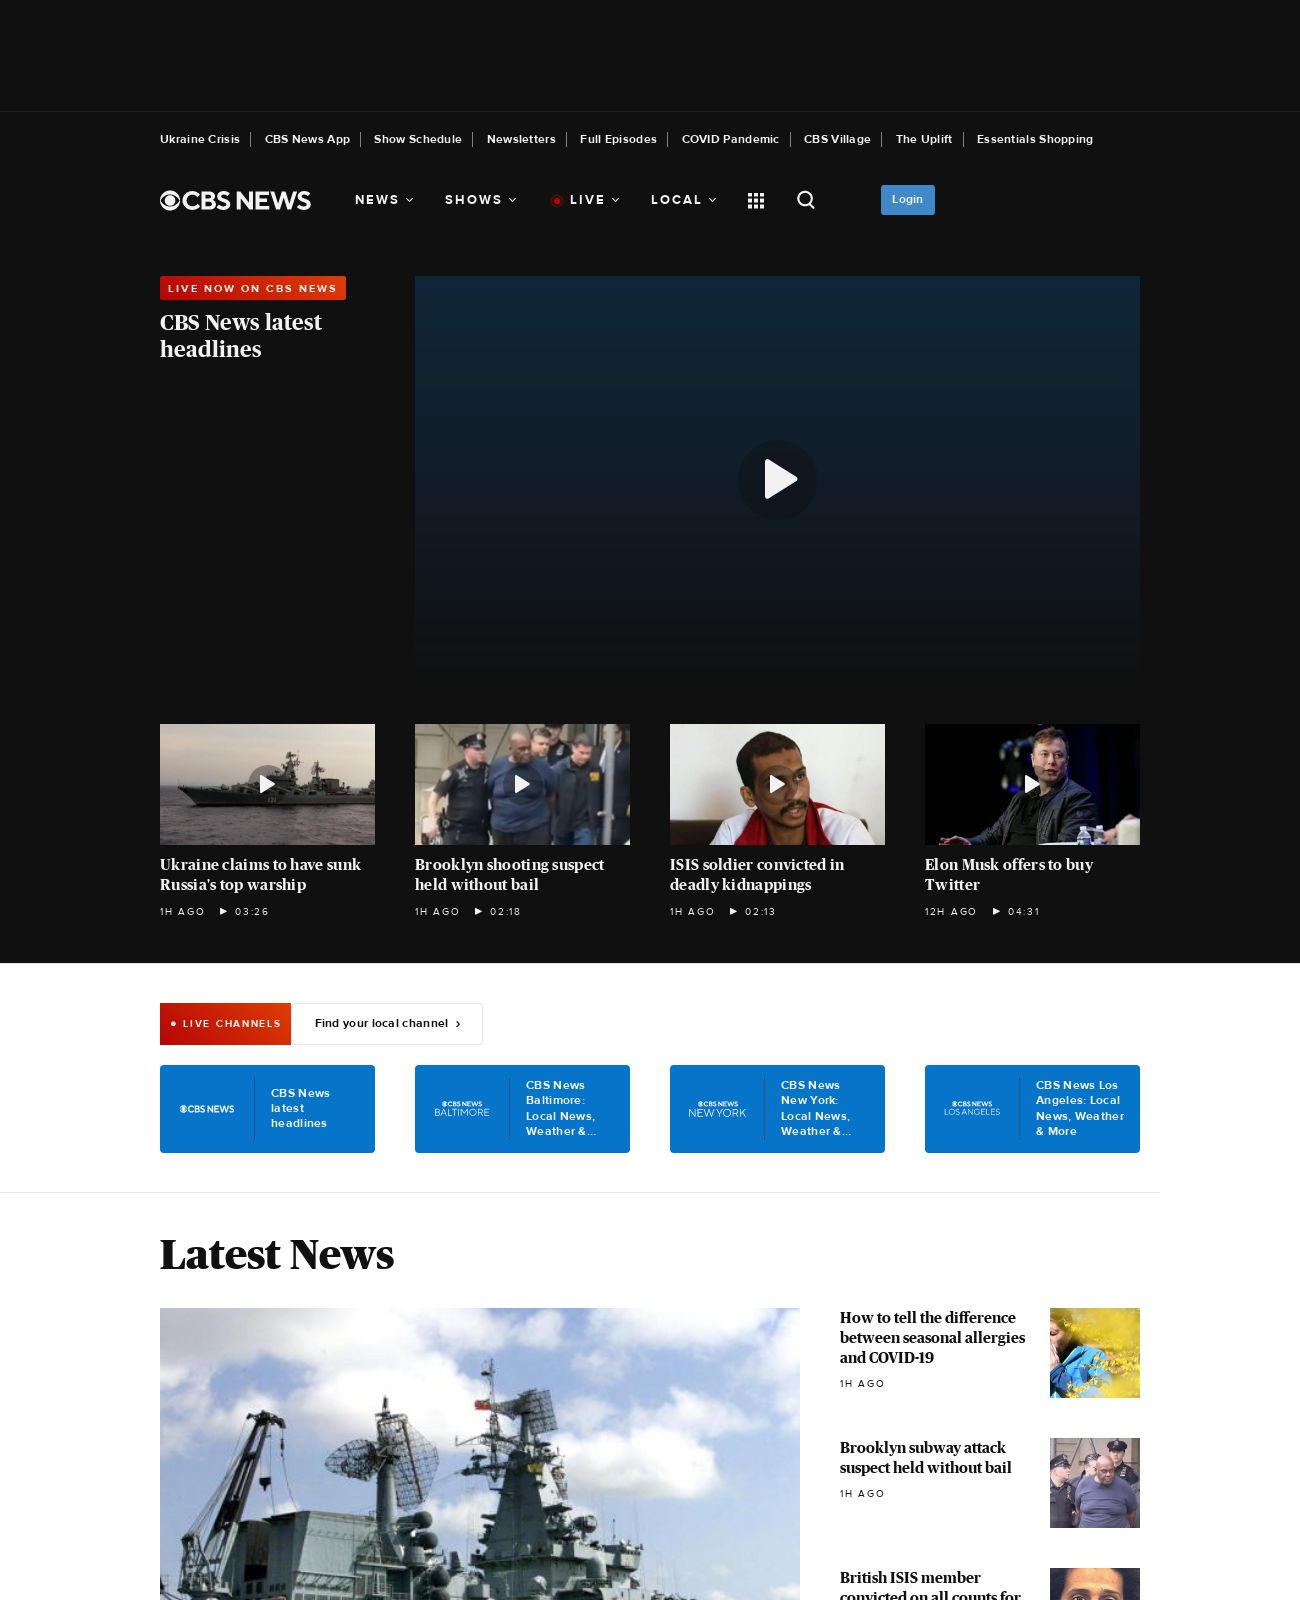 Ukraine Crisis CBS News App Show Schedule Newsletters Full Episodes COVID Pandemic CBS Village The Uplift Essentials Shopping
CBS NEWS NEWS SHOWS LIVE LOCAL Login
LIVE NOW ON CBS NEWS
CBS News latest
headlines
Ukraine claims to have sunk
Russia's top warship
1H AGO 03:26
Brooklyn shooting suspect
held without bail
1H AGO 02:18
ISIS soldier convicted in
deadly kidnappings
1H AGO 02:13
Elon Musk offers to buy
Twitter
12H AGO 04:31
LIVE CHANNELS
Find your local channel ›
CBS NEWS
CBS News
latest
headlines
CBS NEWS
BALTIMORE
CBS News
Baltimore:
Local News,
Weather &...
CBS NEWS
NEW YORK
CBS News
New York:
Local News,
Weather &...
CBS NEWS
LOS ANGELES
CBS News Los
Angeles: Local
News, Weather
& More
Latest News
How to tell the difference
between seasonal allergies
and COVID-19
1H AGO
Brooklyn subway attack
suspect held without bail
1H AGO
British ISIS member
convicted on all counts for